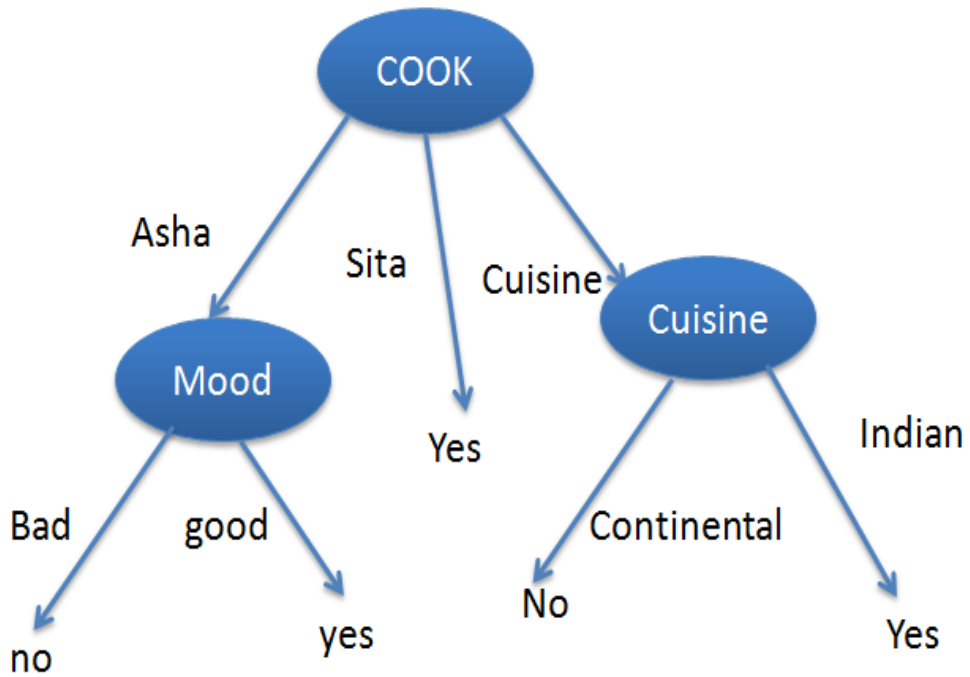 COOK
Asha
Sita
Cuisine
Cuisine
Mood
Yes
Indian
Bad
good
Continental
No
yes
Yes
no